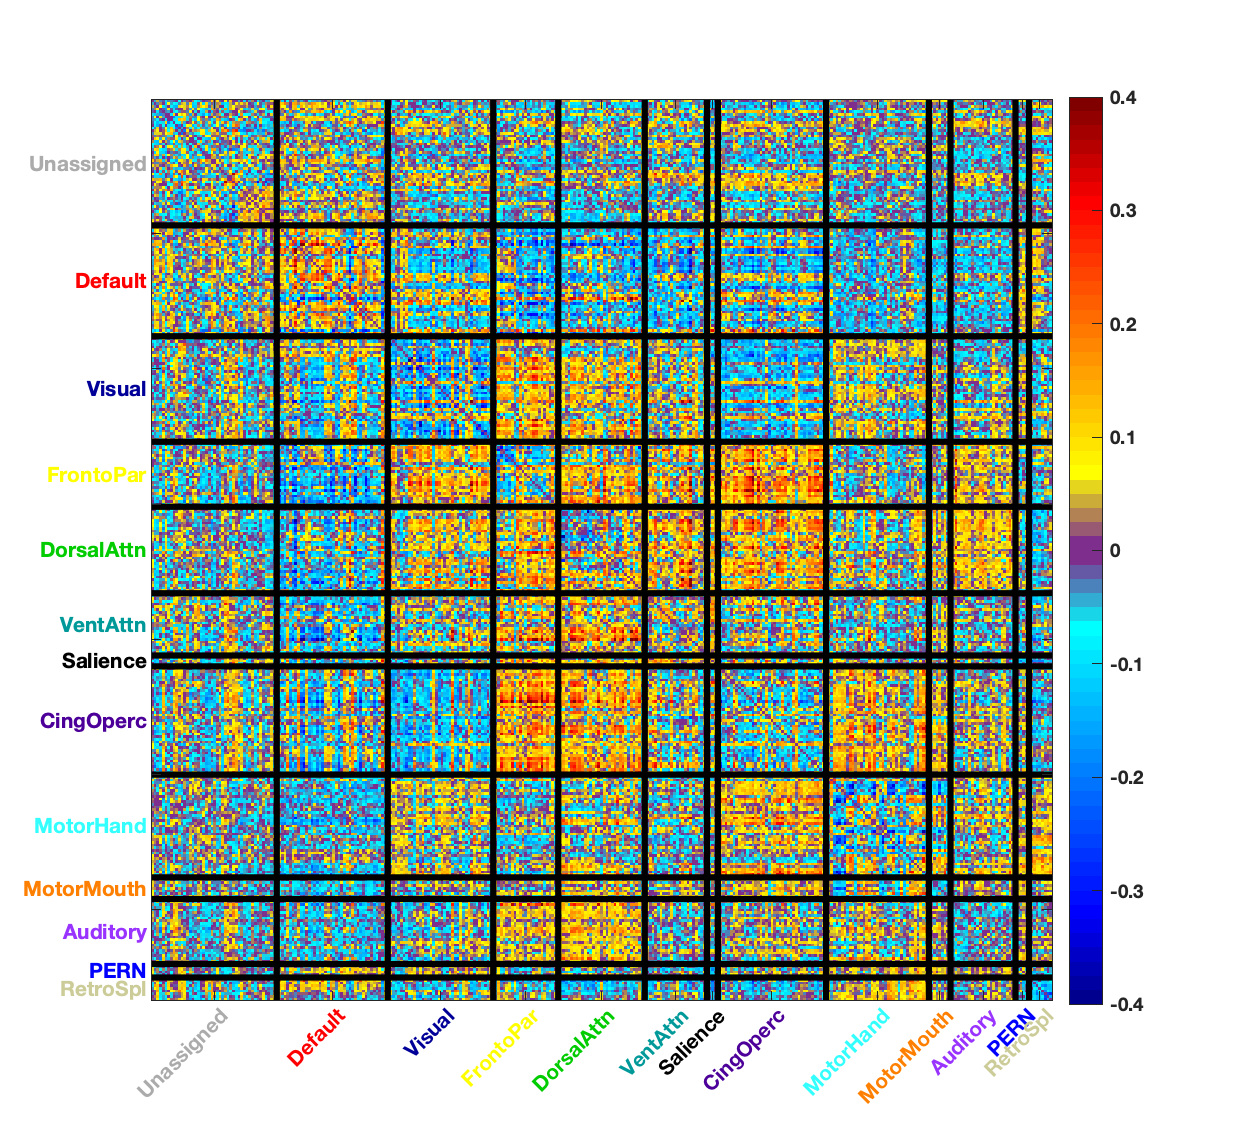 Unassigned
Default
Visual
FrontoPar
DorsalAttn
VentAttn
Salience
CingOperc
MotorHand
MotorMouth
Auditory
PERN
RetroSpl
Unassigned
Default
Visual
FrontoPar
DorsalAttn
VentAttn
Salience
CingOperc
MotorHand
MotorMouth
Auditory
PERN
RetroSpl
0.4
0.3
0.2
0.1
0
-0.1
-0.2
-0.3
-0.4